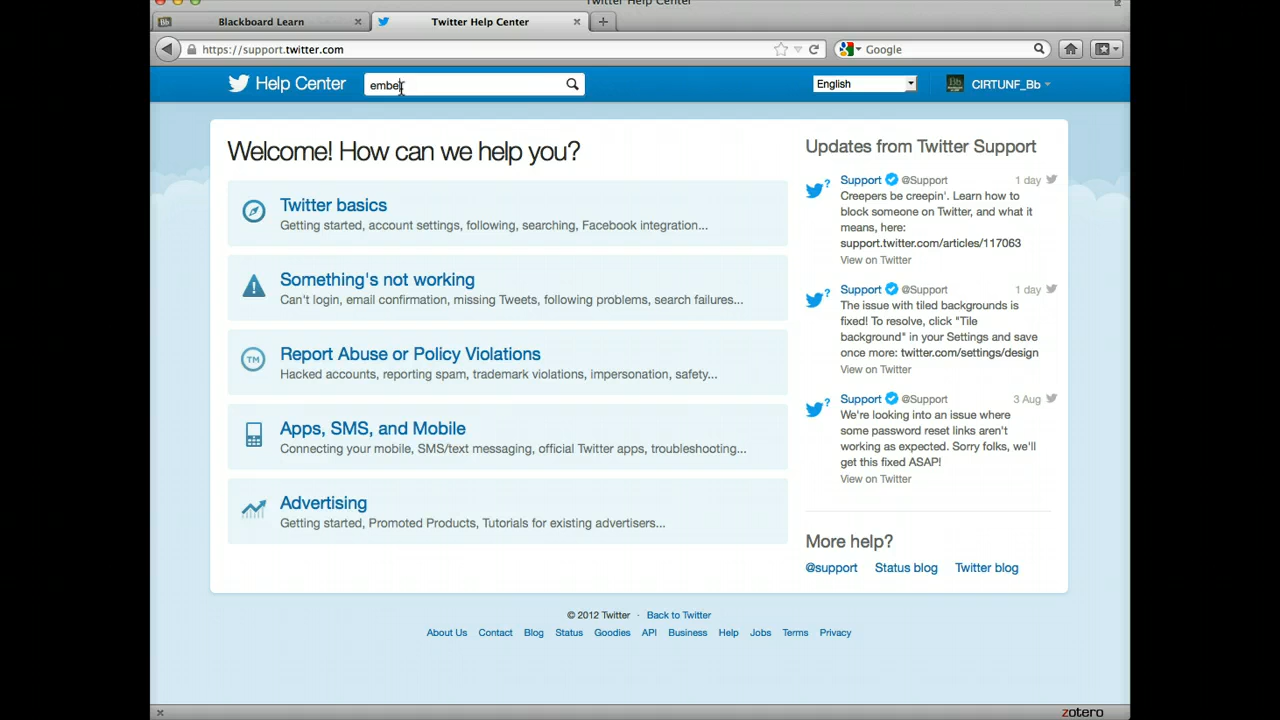 Twitter Help Center
Blackboard Learn
Twitter Help Center
https://support.twitter.com
Google
Help Center
embe
English
CIRTUNF_Bb
Welcome! How can we help you?
Twitter basics
Getting started, account settings, following, searching, Facebook integration...
Something's not working
Can't login, email confirmation, missing Tweets, following problems, search failures...
TM
Report Abuse or Policy Violations
Hacked accounts, reporting spam, trademark violations, impersonation, safety...
Apps, SMS, and Mobile
Connecting your mobile, SMS/text messaging, official Twitter apps, troubleshooting...
Advertising
Getting started, Promoted Products, Tutorials for existing advertisers...
Updates from Twitter Support
Support @Support 1 day
Creepers be creepin'. Learn how to
block someone on Twitter, and what it
means, here:
support.twitter.com/articles/117063
View on Twitter
Support @Support 1 day
The issue with tiled backgrounds is
fixed! To resolve, click "Tile
background" in your Settings and save
once more: twitter.com/settings/design
View on Twitter
Support @Support 3 Aug
We're looking into an issue where
some password reset links aren't
working as expected. Sorry folks, we'll
get this fixed ASAP!
View on Twitter
More help?
@support Status blog Twitter blog
© 2012 Twitter · Back to Twitter
About Us Contact Blog Status Goodies API Business Help Jobs Terms Privacy
zotero